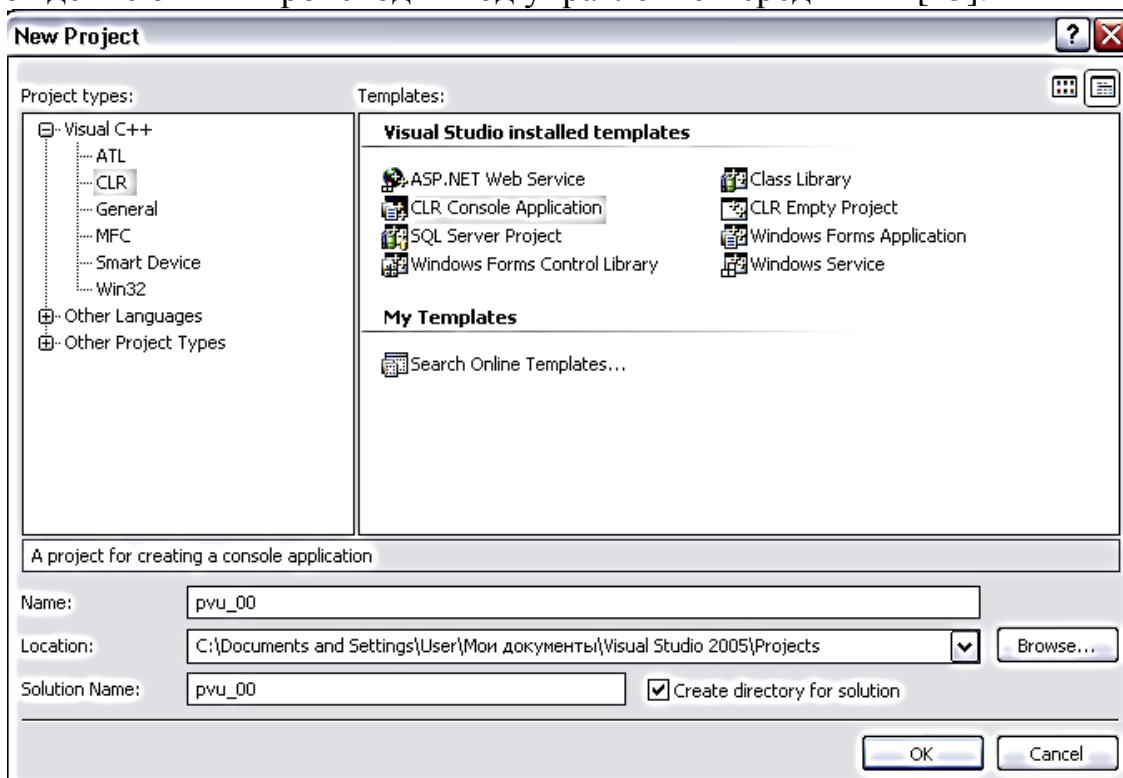 New Project
Project types:
Templates:
Visual C++
ATL
CLR
General
MFC
Smart Device
Win32
Other Languages
Other Project Types
Visual Studio installed templates
ASP.NET Web Service
Class Library
CLR Console Application
CLR Empty Project
SQL Server Project
Windows Forms Application
Windows Forms Control Library
Windows Service
My Templates
Search Online Templates...
A project for creating a console application
Name:
pvu_00
Location:
C:\Documents and Settings\User\Мои документы\Visual Studio 2005\Projects
Browse...
Solution Name:
pvu_00
Create directory for solution
OK
Cancel